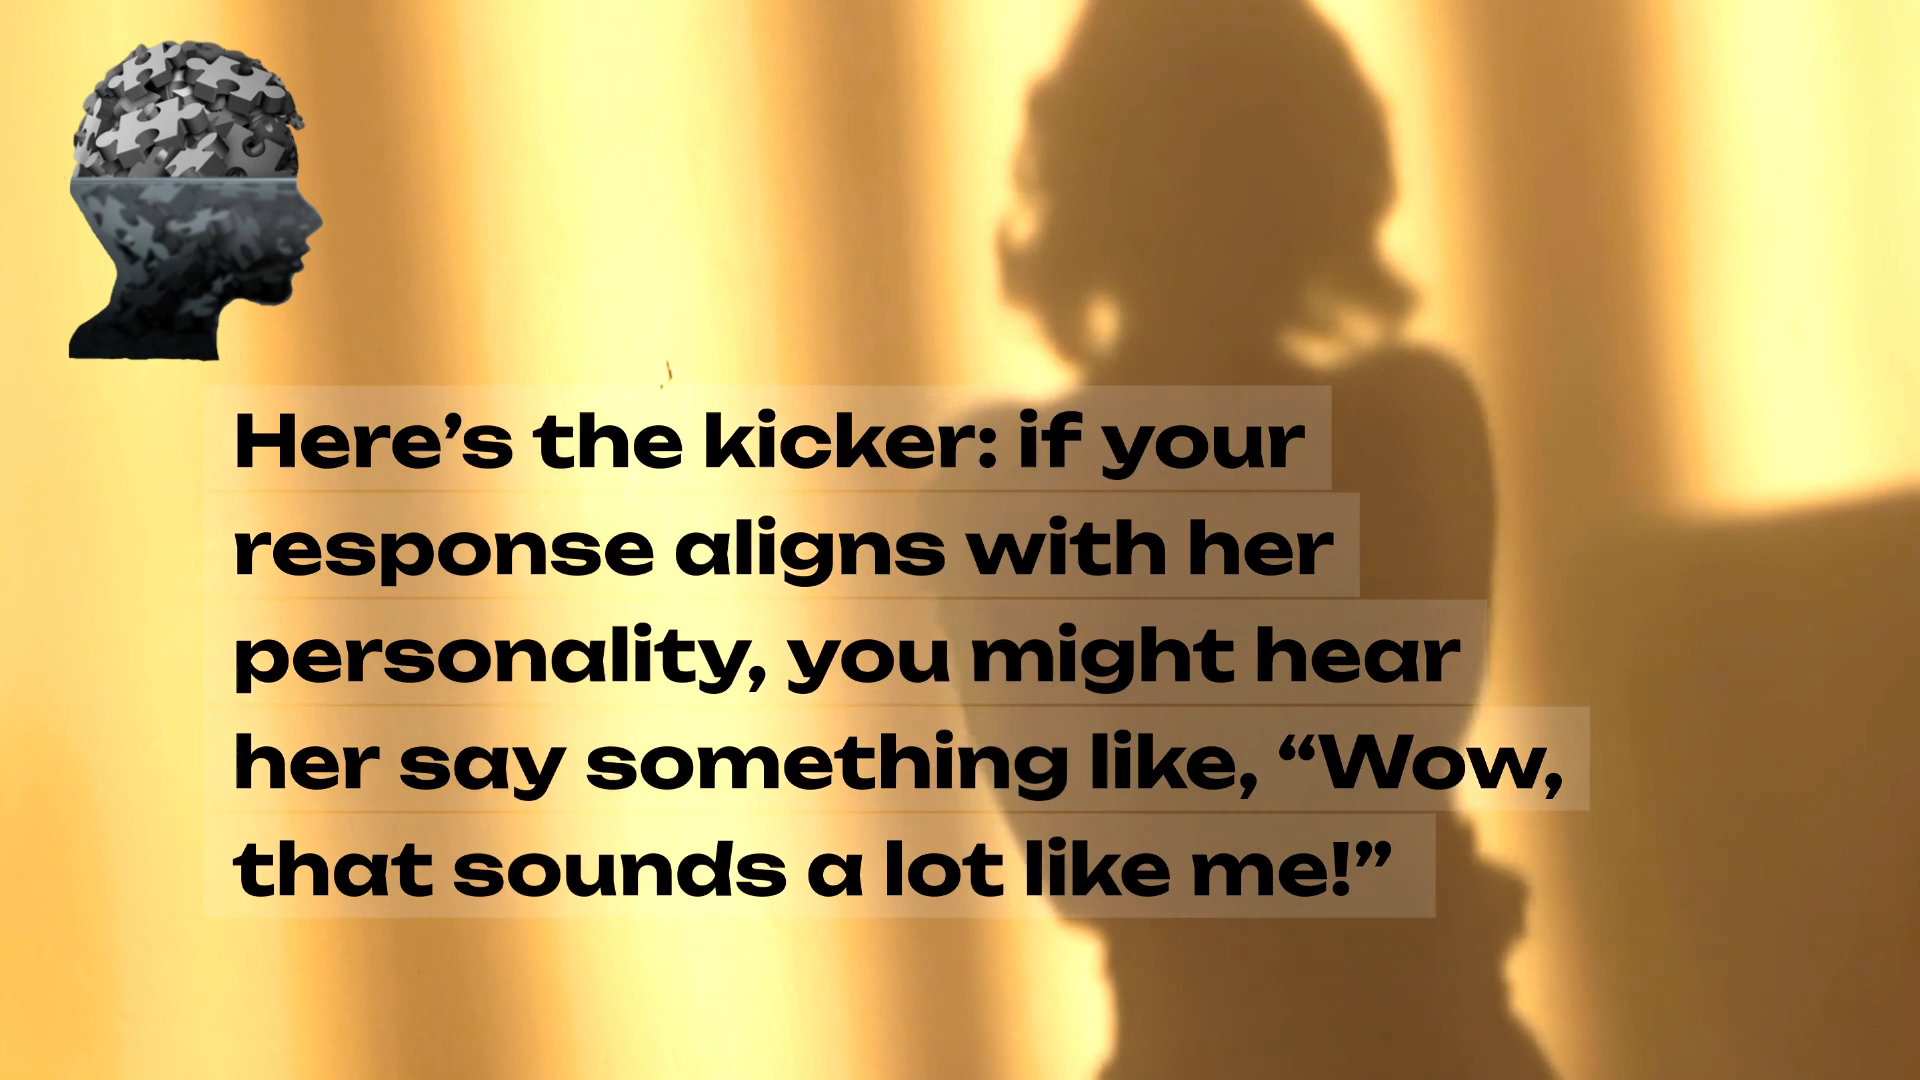 Here’s the kicker: if your
response aligns with her
personality, you might hear
her say something like, “Wow,
that sounds a lot like me!”